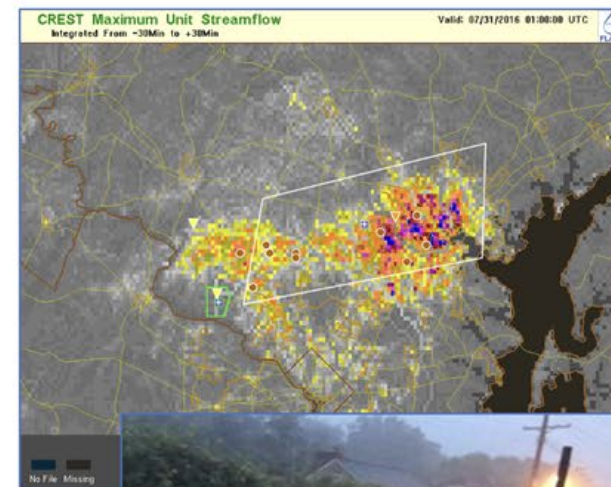 CREST Maximum Unit Streamflow
Valid: 07/31/2016 01:00:00 UTC
Integrated From -30Min to +30Min
FL
No File Missing